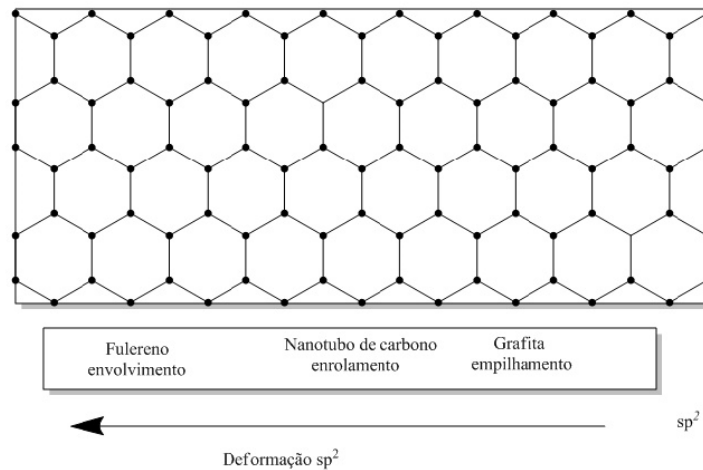 Fulereno
envolvimento
Nanotubo de carbono
enrolamento
Grafita
empilhamento
sp²
Deformação sp²